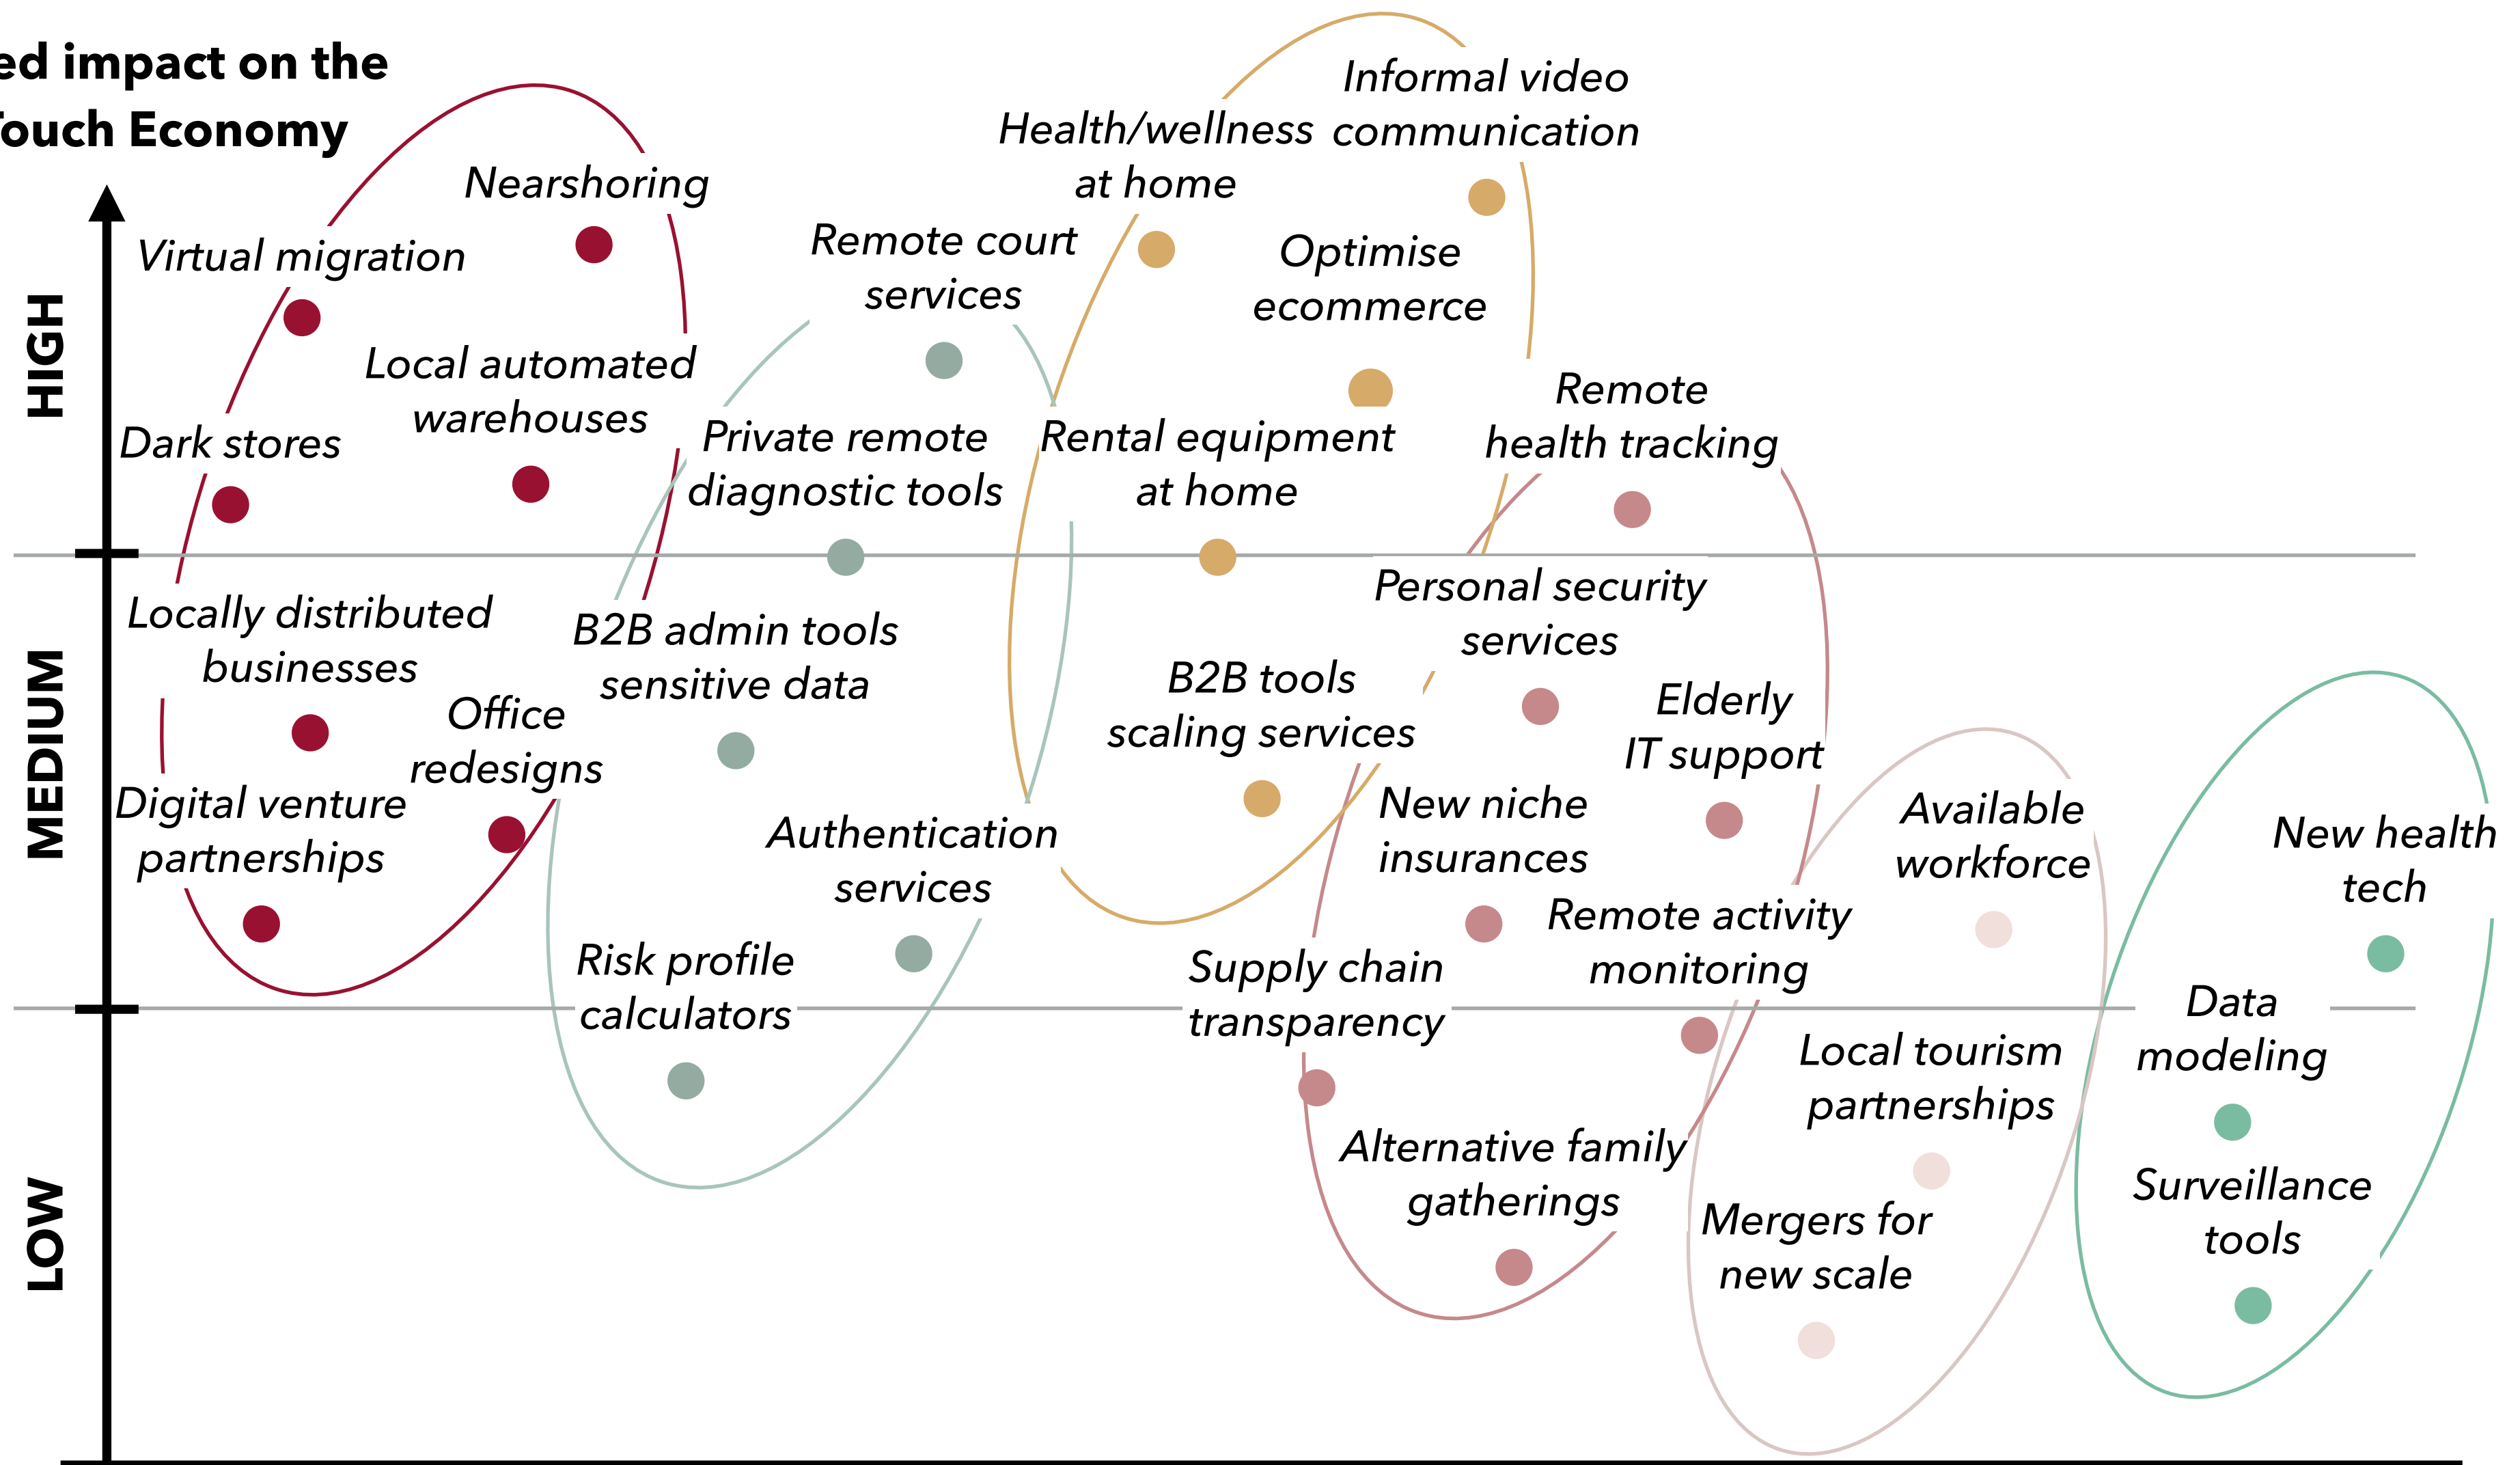 ed impact on the
Touch Economy
HIGH
MEDIUM
LOW
Nearshoring
Virtual migration
Local automated
warehouses
Dark stores
Locally distributed
businesses
Office
redesigns
Digital venture
partnerships
Remote court
services
Private remote
diagnostic tools
B2B admin tools
sensitive data
Authentication
services
Risk profile
calculators
Informal video
communication
Health/wellness
at home
Optimise
ecommerce
Rental equipment
at home
B2B tools
scaling services
Remote
health tracking
Personal security
services
Elderly
IT support
New niche
insurances
Remote activity
monitoring
Supply chain
transparency
Alternative family
gatherings
Available
workforce
Local tourism
partnerships
Mergers for
new scale
New health
tech
Data
modeling
Surveillance
tools